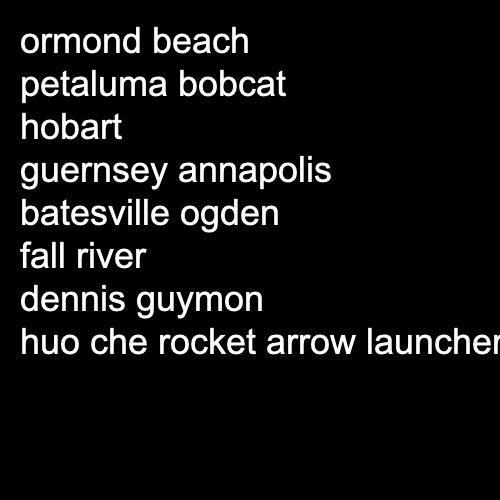 ormond beach
petaluma bobcat
hobart
guernsey annapolis
batesville ogden
fall river
dennis guymon
huo che rocket arrow launcher